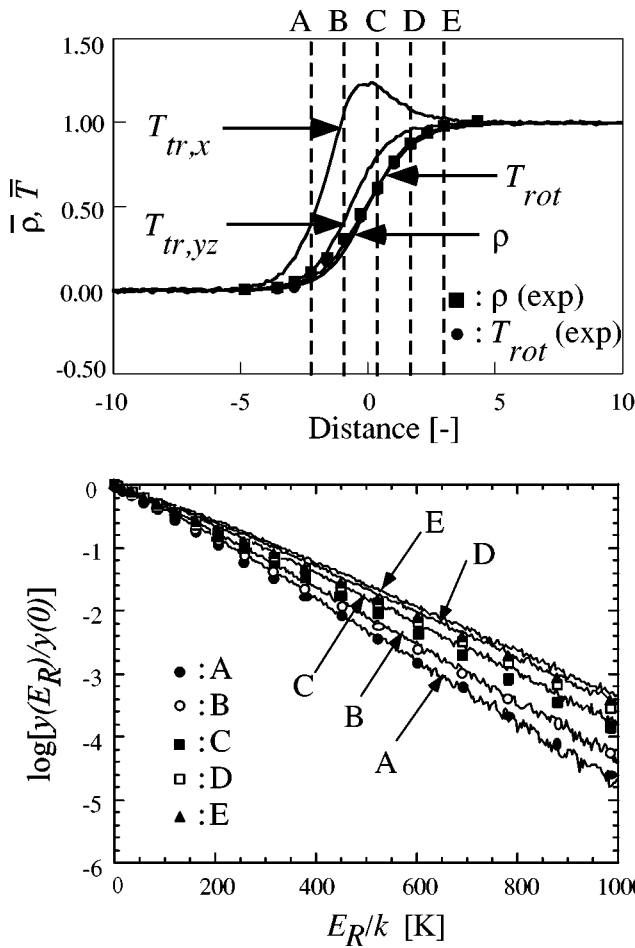 A B C D E
1.50
1.00
0.50
0.00
-0.50
ρ̅, T̿
T_tr,x
T_tr,yz
T_rot
ρ
■ : ρ (exp)
● : T_rot (exp)
-10 -5 0 5 10
Distance [-]
0
-1
-2
-3
-4
-5
-6
log[y(E_R)/y(0)]
E
D
C
B
A
● : A
○ : B
■ : C
□ : D
▲ : E
0 200 400 600 800 1000
E_R/k [K]